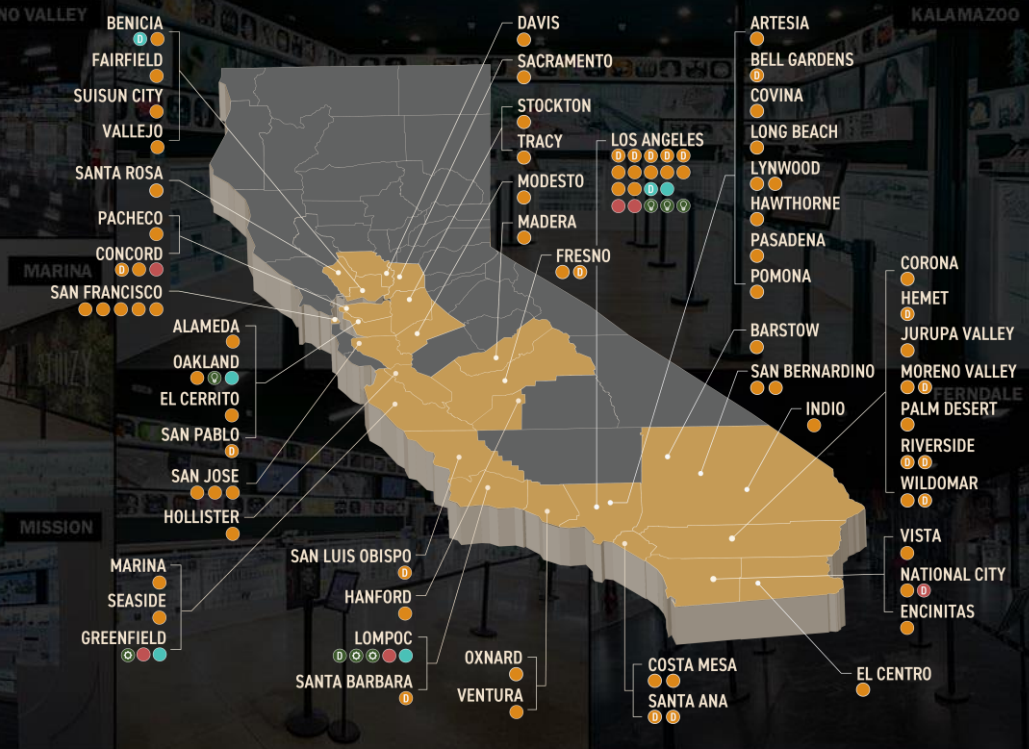 NO VALLEY
KALAMAZOO
BENICIA
D
FAIRFIELD
SUISUN CITY
VALLEJO
SANTA ROSA
PACHECO
CONCORD
D
SAN FRANCISCO
ALAMEDA
OAKLAND
EL CERRITO
SAN PABLO
D
SAN JOSE
HOLLISTER
MARINA
SEASIDE
GREENFIELD
DAVIS
SACRAMENTO
STOCKTON
TRACY
MODESTO
MADERA
FRESNO
D
LOS ANGELES
D D D D D
D
ARTESIA
BELL GARDENS
D
COVINA
LONG BEACH
LYNWOOD
HAWTHORNE
PASADENA
POMONA
BARSTOW
SAN BERNARDINO
INDIO
CORONA
HEMET
D
JURUPA VALLEY
MORENO VALLEY
D
PALM DESERT
RIVERSIDE
D D
WILDOMAR
D
VISTA
NATIONAL CITY
D
ENCINITAS
EL CENTRO
SAN LUIS OBISPO
D
HANFORD
LOMPOC
D
SANTA BARBARA
D
OXNARD
VENTURA
COSTA MESA
SANTA ANA
D D
MARINA
STIIIZY
MISSION
FERNDALE